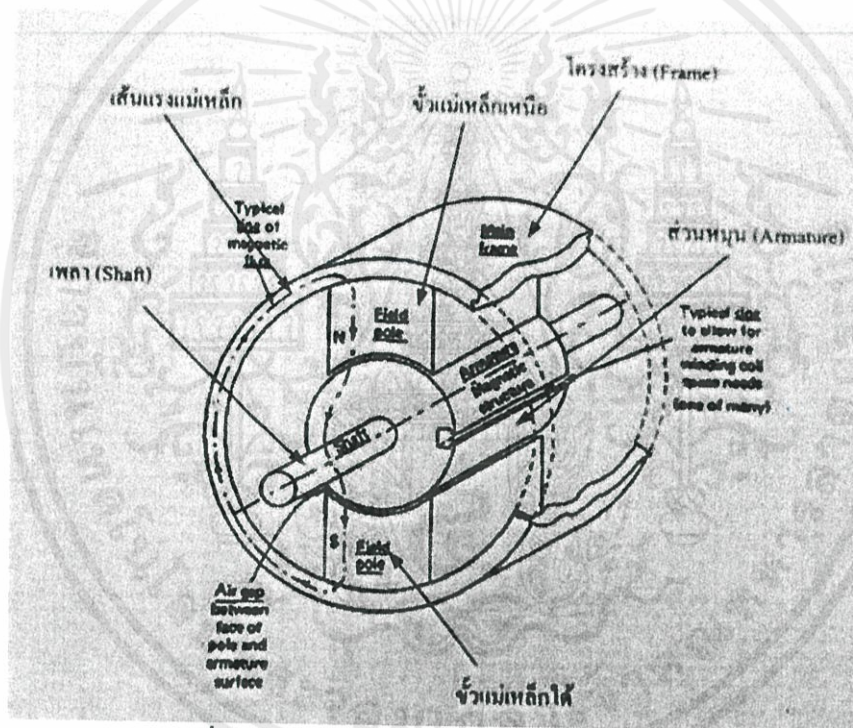 โครงสร้าง (Frame)
เส้นแรงแม่เหล็ก
ขั้วแม่เหล็กเหนือ
Typical
line of
magnetic
flux
Main
frame
ส่วนหมุน (Armature)
เพลา (Shaft)
Field
pole
N
Typical slot
to allow for
armature
winding coil
space needs
(one of many)
Armature
magnetic
structure
Shaft
S
Field
pole
Air gap
between
face of
pole and
armature
surface
ขั้วแม่เหล็กใต้